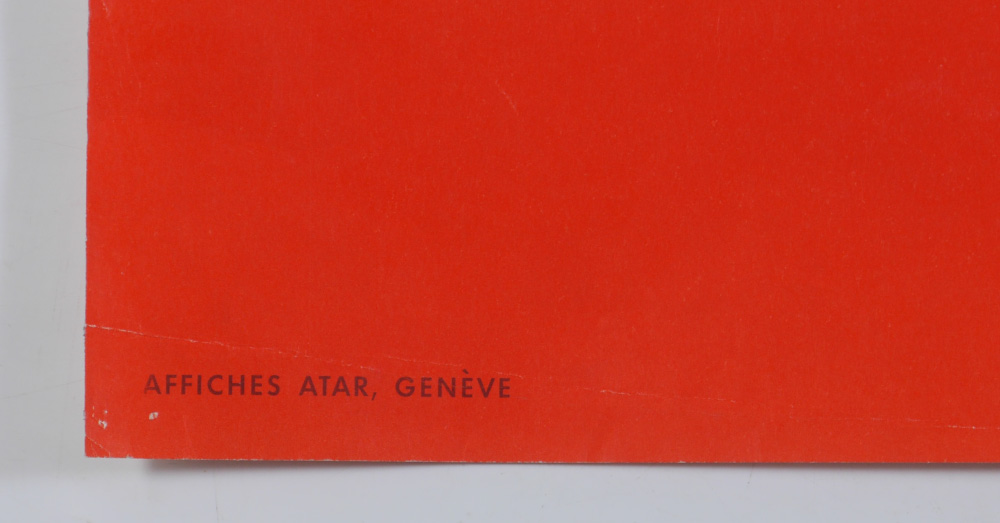 AFFICHES ATAR, GENÈVE